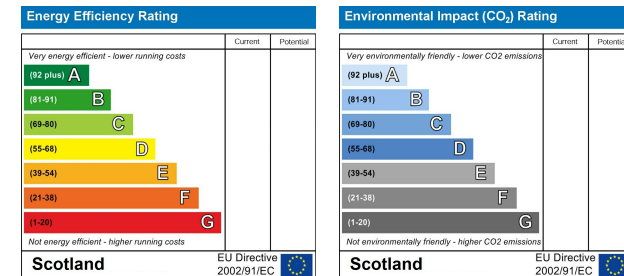 Energy Efficiency Rating
Current Potential
Very energy efficient - lower running costs
(92 plus) A
(81-91) B
(69-80) C
(55-68) D
(39-54) E
(21-38) F
(1-20) G
Not energy efficient - higher running costs
Scotland
EU Directive
2002/91/EC
Environmental Impact (CO₂) Rating
Current Potential
Very environmentally friendly - lower CO2 emissions
(92 plus) A
(81-91) B
(69-80) C
(55-68) D
(39-54) E
(21-38) F
(1-20) G
Not environmentally friendly - higher CO2 emissions
Scotland
EU Directive
2002/91/EC